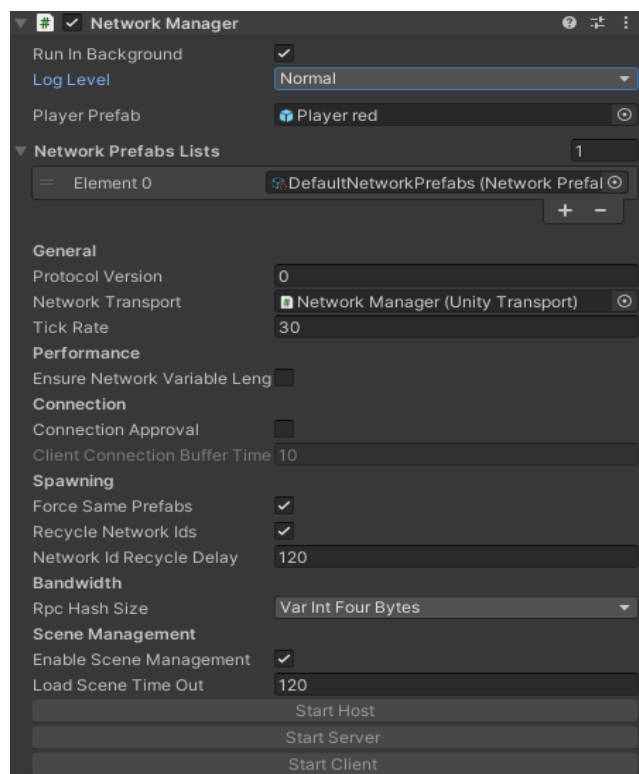 Network Manager
Run In Background
Log Level Normal
Player Prefab Player red
Network Prefabs Lists 1
Element 0 DefaultNetworkPrefabs (Network Prefal
+ −
General
Protocol Version 0
Network Transport Network Manager (Unity Transport)
Tick Rate 30
Performance
Ensure Network Variable Leng
Connection
Connection Approval
Client Connection Buffer Time 10
Spawning
Force Same Prefabs
Recycle Network Ids
Network Id Recycle Delay 120
Bandwidth
Rpc Hash Size Var Int Four Bytes
Scene Management
Enable Scene Management
Load Scene Time Out 120
Start Host
Start Server
Start Client